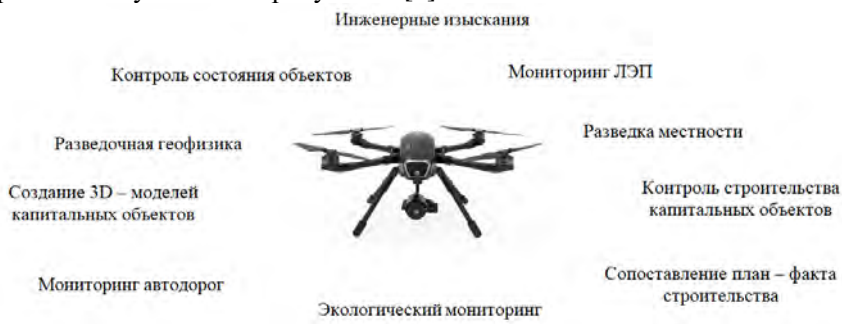 Инженерные изыскания
Контроль состояния объектов
Мониторинг ЛЭП
Разведочная геофизика
Разведка местности
Создание 3D – моделей
капитальных объектов
Контроль строительства
капитальных объектов
Мониторинг автодорог
Сопоставление план – факта
строительства
Экологический мониторинг